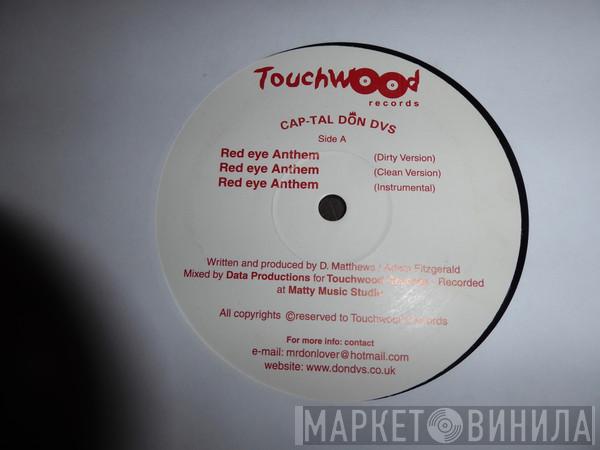 Touchwood
records
CAP-TAL DON DVS
Side A
Red eye Anthem (Dirty Version)
Red eye Anthem (Clean Version)
Red eye Anthem (Instrumental)
Written and produced by D. Matthews / Adam Fitzgerald
Mixed by Data Productions for Touchwood Records - Recorded
at Matty Music Studio
All copyrights ©reserved to Touchwood Records
For more info: contact
e-mail: mrdonlover@hotmail.com
website: www.dondvs.co.uk
МАРКЕТ ВИНИЛА